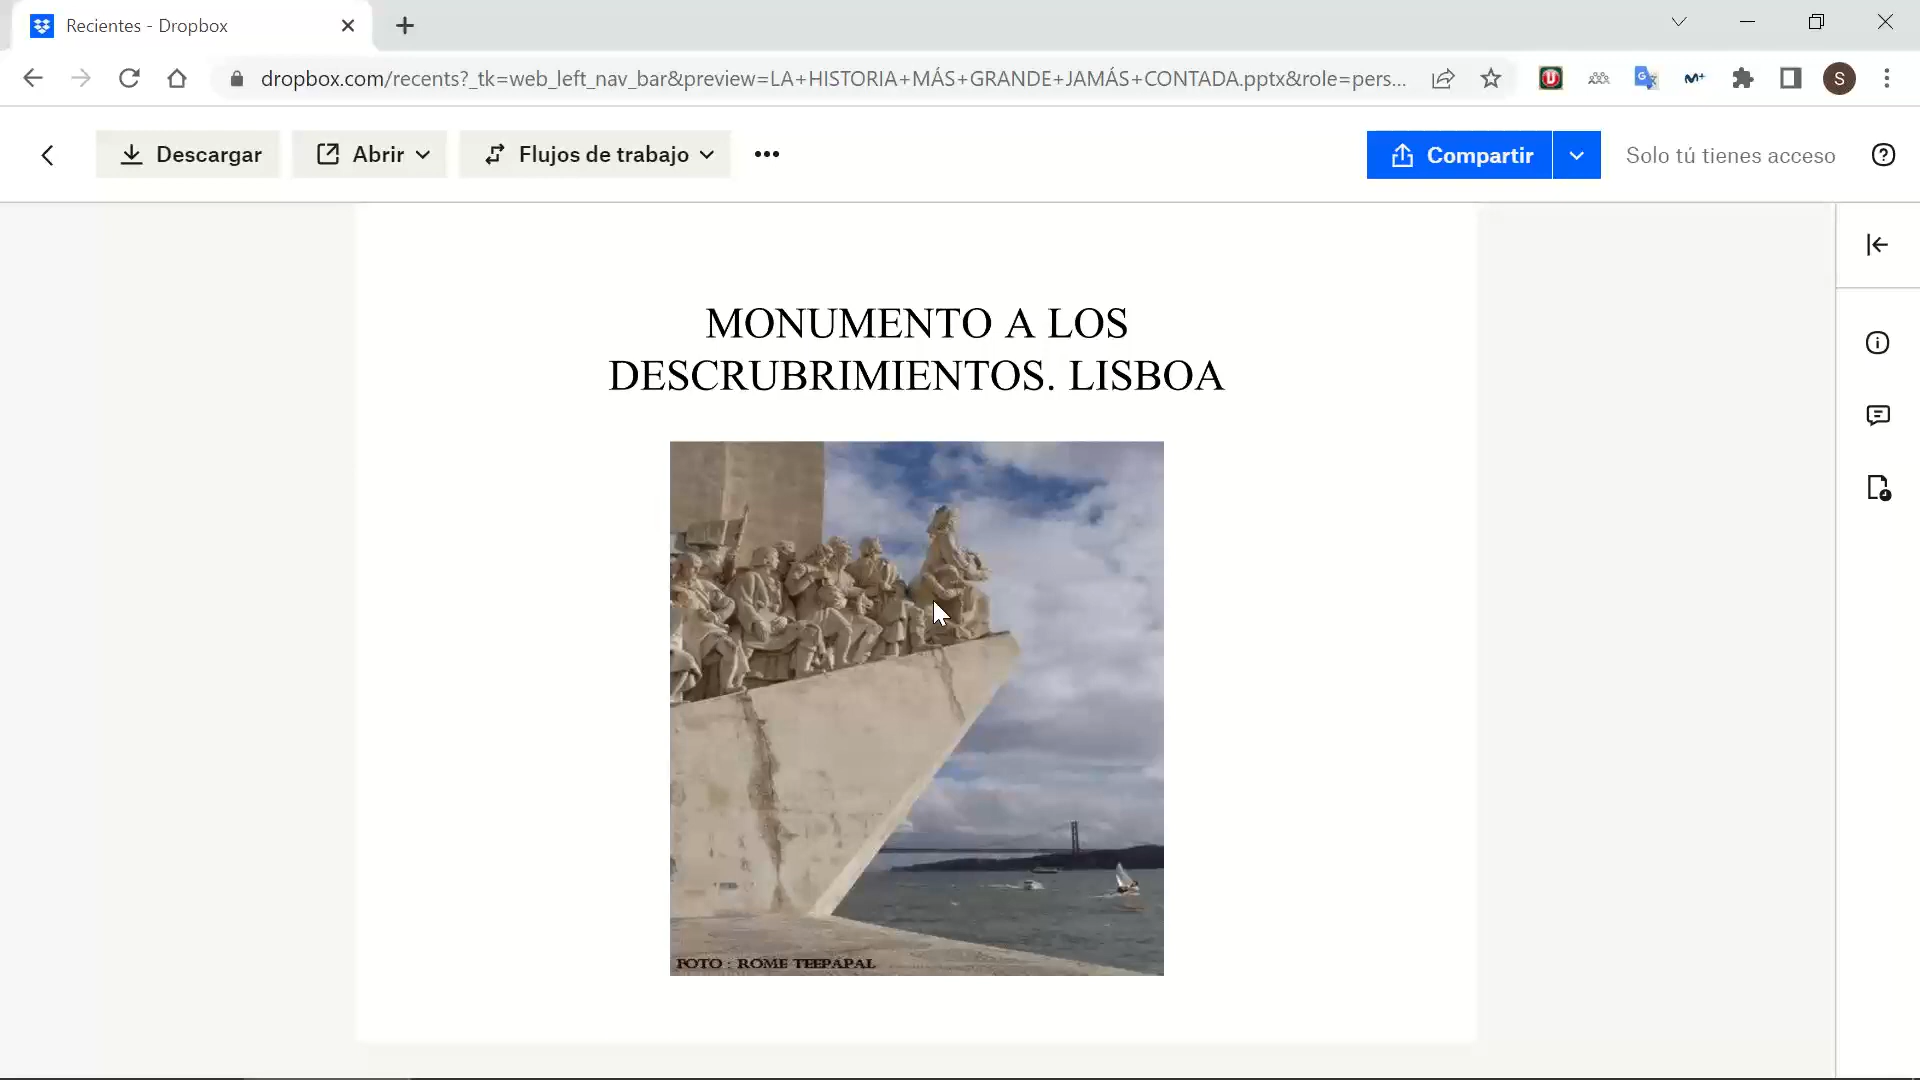 Recientes - Dropbox
dropbox.com/recents?_tk=web_left_nav_bar&preview=LA+HISTORIA+MÁS+GRANDE+JAMÁS+CONTADA.pptx&role=pers...
S
Descargar
Abrir
Flujos de trabajo
Compartir
Solo tú tienes acceso
MONUMENTO A LOS
DESCRUBRIMIENTOS. LISBOA
FOTO : ROME TEEPAPAL